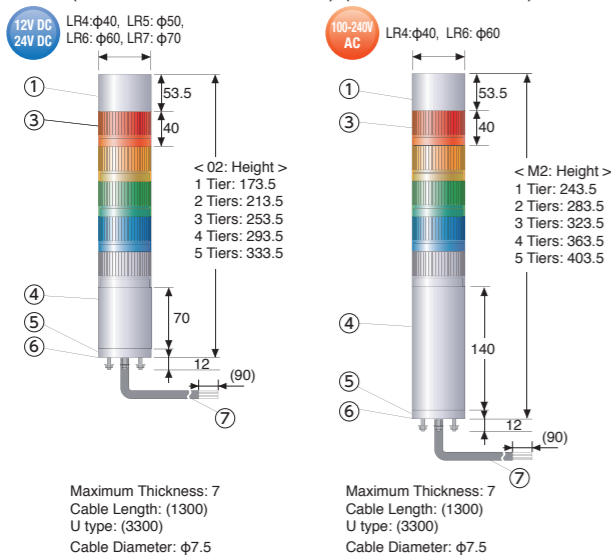 12V DC
24V DC
LR4:ϕ40, LR5: ϕ50,
LR6: ϕ60, LR7: ϕ70
①
53.5
③
40
< 02: Height >
1 Tier: 173.5
2 Tiers: 213.5
3 Tiers: 253.5
4 Tiers: 293.5
5 Tiers: 333.5
④
70
⑤
⑥
12
(90)
⑦
Maximum Thickness: 7
Cable Length: (1300)
U type: (3300)
Cable Diameter: ϕ7.5
100-240V
AC
LR4:ϕ40, LR6: ϕ60
①
53.5
③
40
< M2: Height >
1 Tier: 243.5
2 Tiers: 283.5
3 Tiers: 323.5
4 Tiers: 363.5
5 Tiers: 403.5
④
140
⑤
⑥
12
(90)
⑦
Maximum Thickness: 7
Cable Length: (1300)
U type: (3300)
Cable Diameter: ϕ7.5